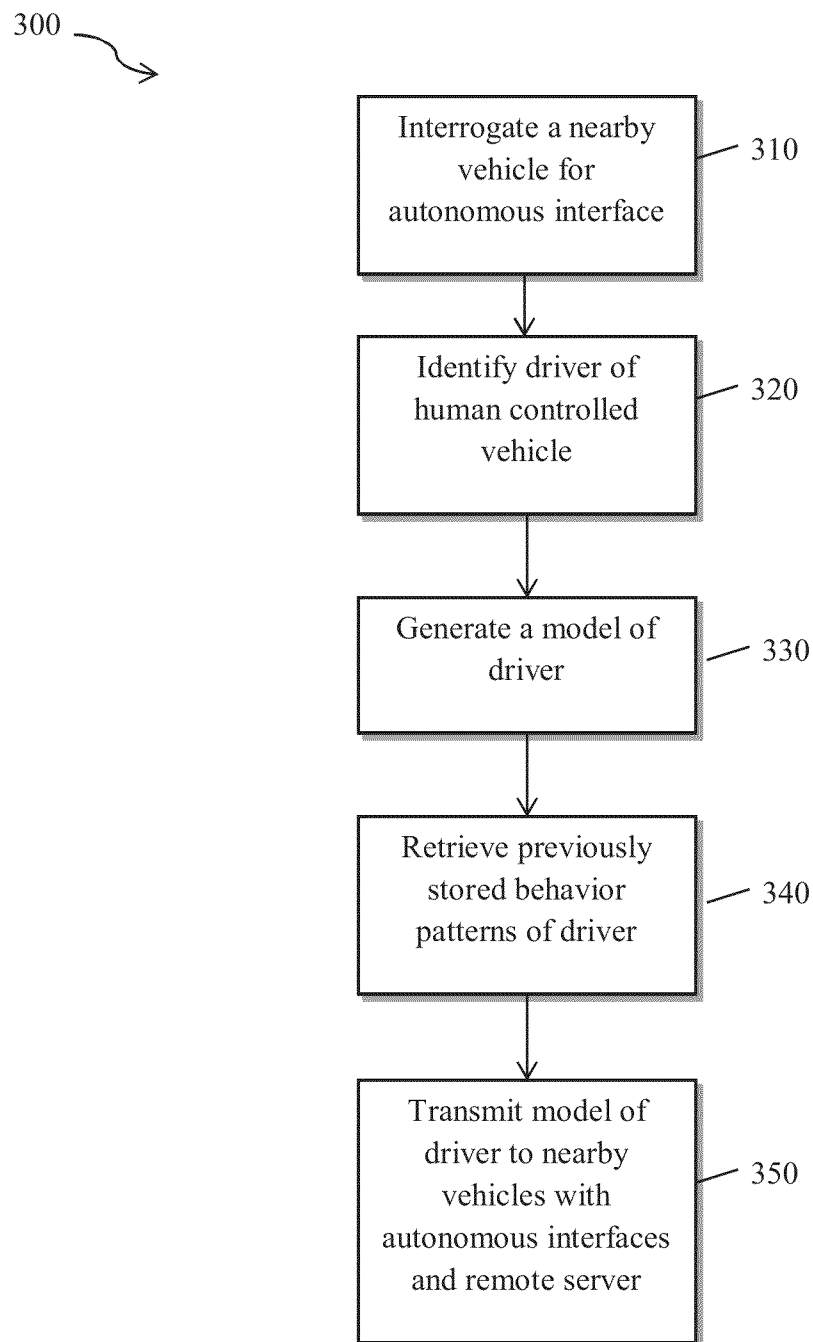 300
Interrogate a nearby
vehicle for
autonomous interface
310
Identify driver of
human controlled
vehicle
320
Generate a model of
driver
330
Retrieve previously
stored behavior
patterns of driver
340
Transmit model of
driver to nearby
vehicles with
autonomous interfaces
and remote server
350